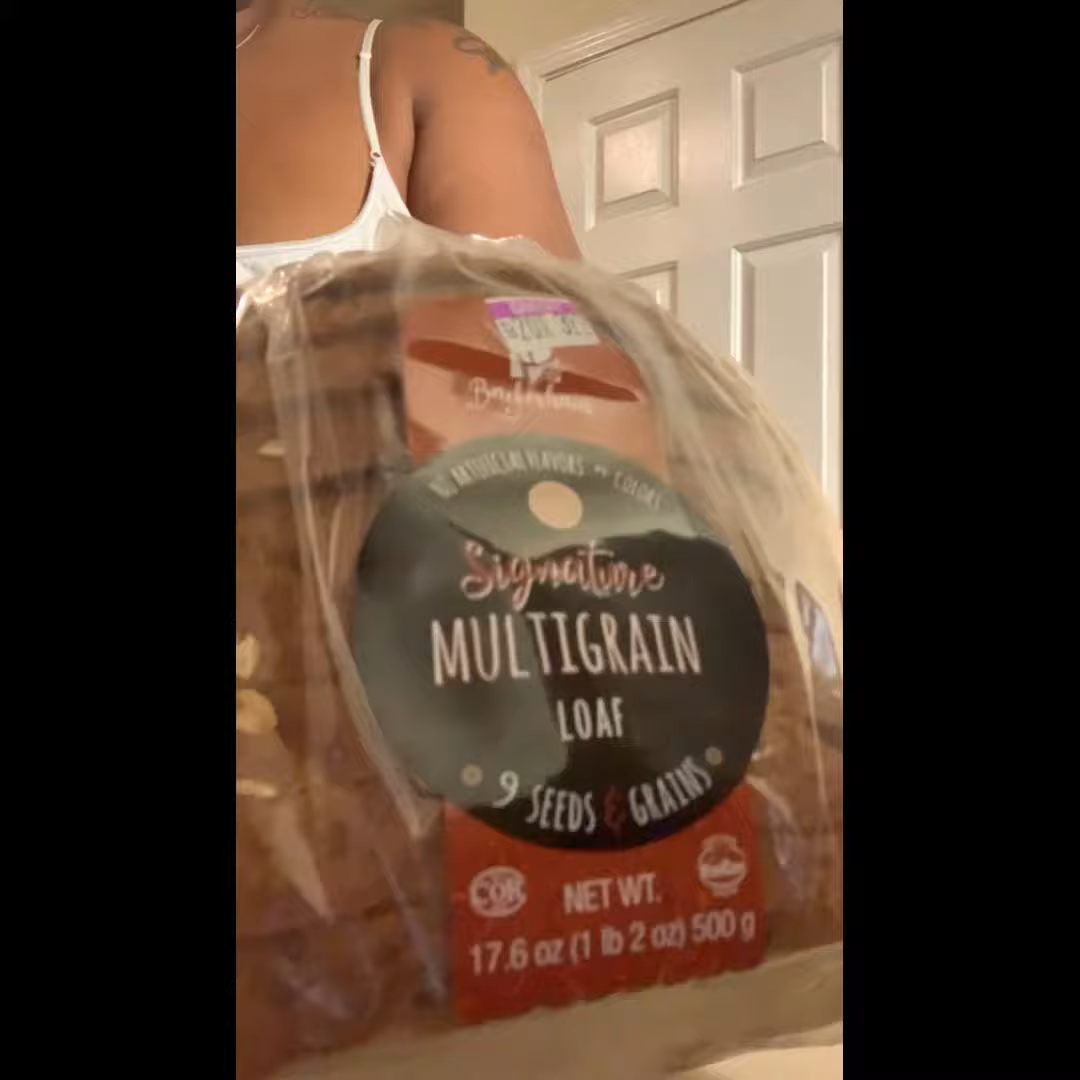 NO ARTIFICIAL FLAVORS or COLORS
Signature
MULTIGRAIN
LOAF
9 SEEDS & GRAINS
COR
NET WT.
17.6 oz (1 lb 2 oz) 500 g